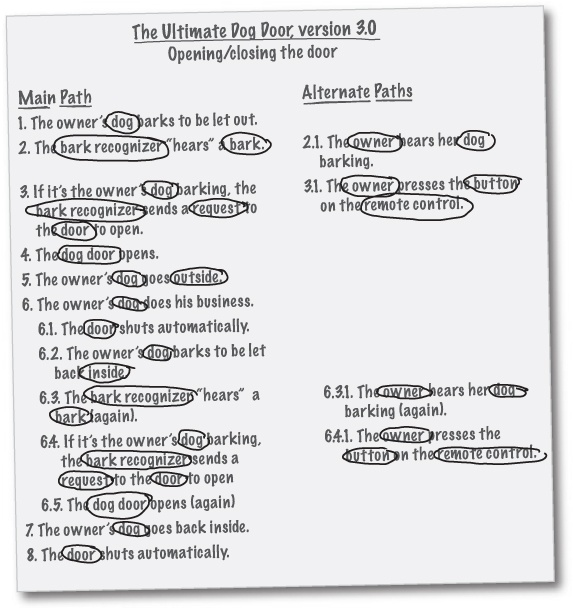 The Ultimate Dog Door, version 3.0
Opening/closing the door
Main Path
1. The owner's dog barks to be let out.
2. The bark recognizer "hears" a bark.
3. If it's the owner's dog barking, the
bark recognizer sends a request to
the door to open.
4. The dog door opens.
5. The owner's dog goes outside.
6. The owner's dog does his business.
6.1. The door shuts automatically.
6.2. The owner's dog barks to be let
back inside.
6.3. The bark recognizer "hears" a
bark (again).
6.4. If it's the owner's dog barking,
the bark recognizer sends a
request to the door to open
6.5. The dog door opens (again)
7. The owner's dog goes back inside.
8. The door shuts automatically.
Alternate Paths
2.1. The owner hears her dog
barking.
3.1. The owner presses the button
on the remote control.
6.3.1. The owner hears her dog
barking (again).
6.4.1. The owner presses the
button on the remote control.